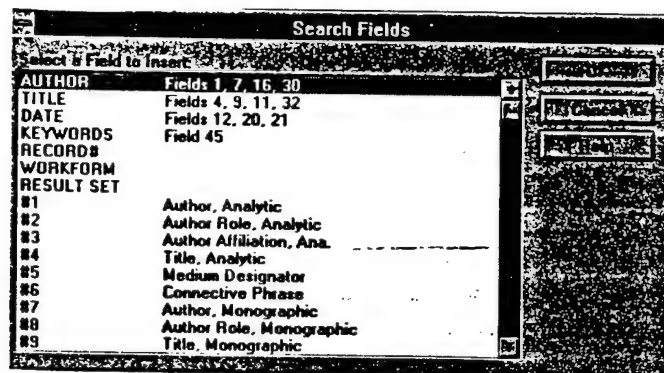 Search Fields
Select a Field to Insert:
AUTHOR Fields 1, 7, 16, 30
TITLE Fields 4, 9, 11, 32
DATE Fields 12, 20, 21
KEYWORDS Field 45
RECORD#
WORKFORM
RESULT SET
#1 Author, Analytic
#2 Author Role, Analytic
#3 Author Affiliation, Ana.
#4 Title, Analytic
#5 Medium Designator
#6 Connective Phrase
#7 Author, Monographic
#8 Author Role, Monographic
#9 Title, Monographic
Cancel